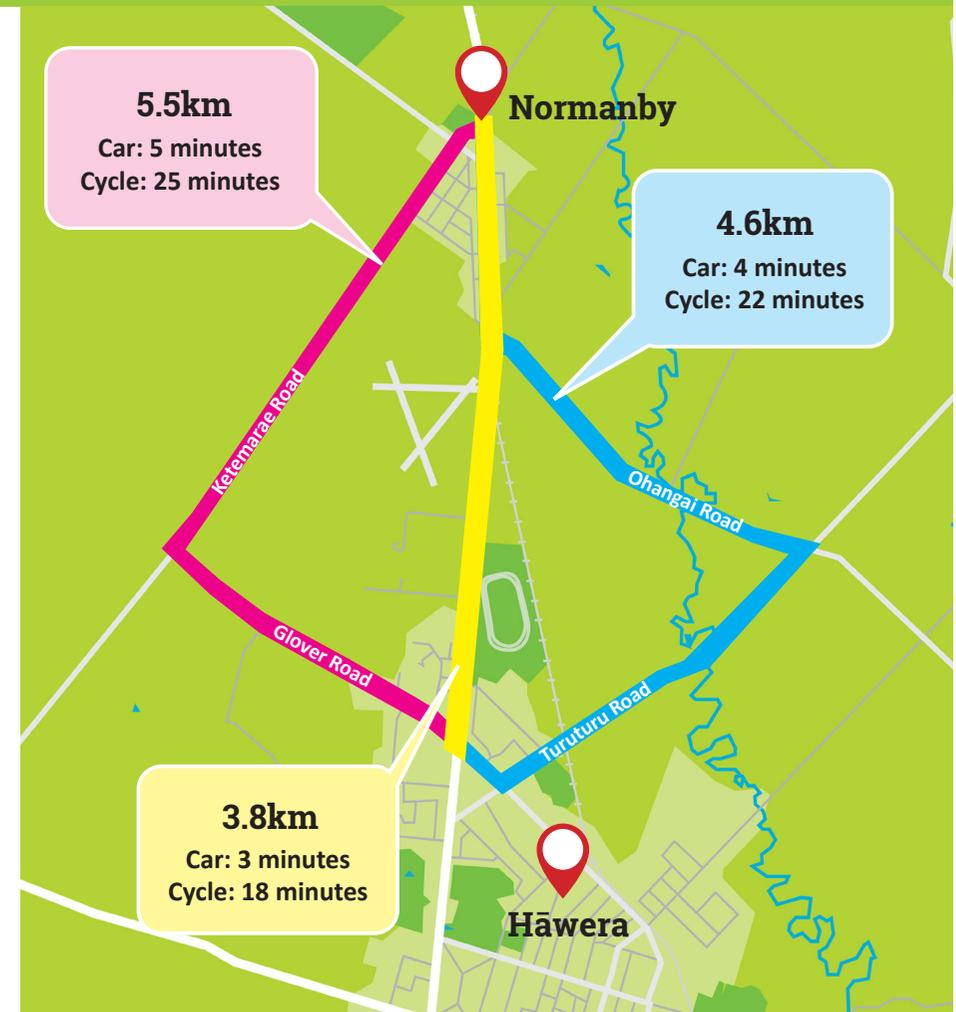 Normanby
5.5km
Car: 5 minutes
Cycle: 25 minutes
4.6km
Car: 4 minutes
Cycle: 22 minutes
Ketemarae Road
Ohangai Road
Glover Road
Turuturu Road
3.8km
Car: 3 minutes
Cycle: 18 minutes
Hāwera